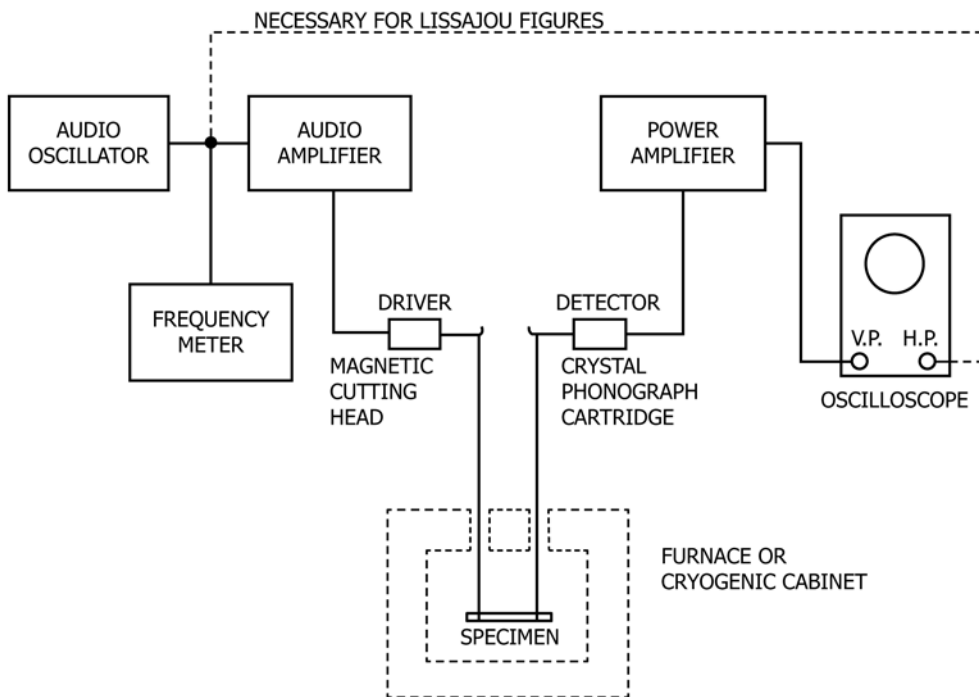 NECESSARY FOR LISSAJOU FIGURES
AUDIO
OSCILLATOR
AUDIO
AMPLIFIER
POWER
AMPLIFIER
FREQUENCY
METER
DRIVER
MAGNETIC
CUTTING
HEAD
DETECTOR
CRYSTAL
PHONOGRAPH
CARTRIDGE
V.P. H.P.
OSCILLOSCOPE
FURNACE OR
CRYOGENIC CABINET
SPECIMEN